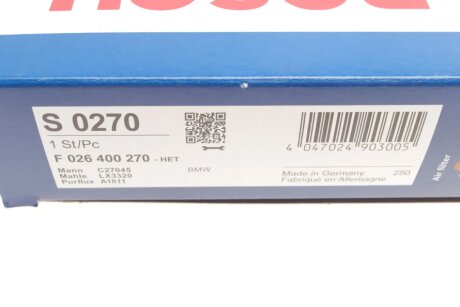 S 0270
1 St/Pc
F 026 400 270 - HET
Mann C27045
Mahle LX3320
Purflux A1611
BMW
4 047024 903005
Made in Germany
Fabriqué en Allemagne
250
Air filter